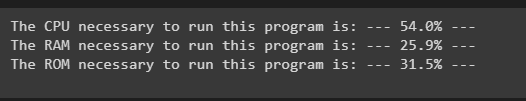 The CPU necessary to run this program is: --- 54.0% ---
The RAM necessary to run this program is: --- 25.9% ---
The ROM necessary to run this program is: --- 31.5% ---